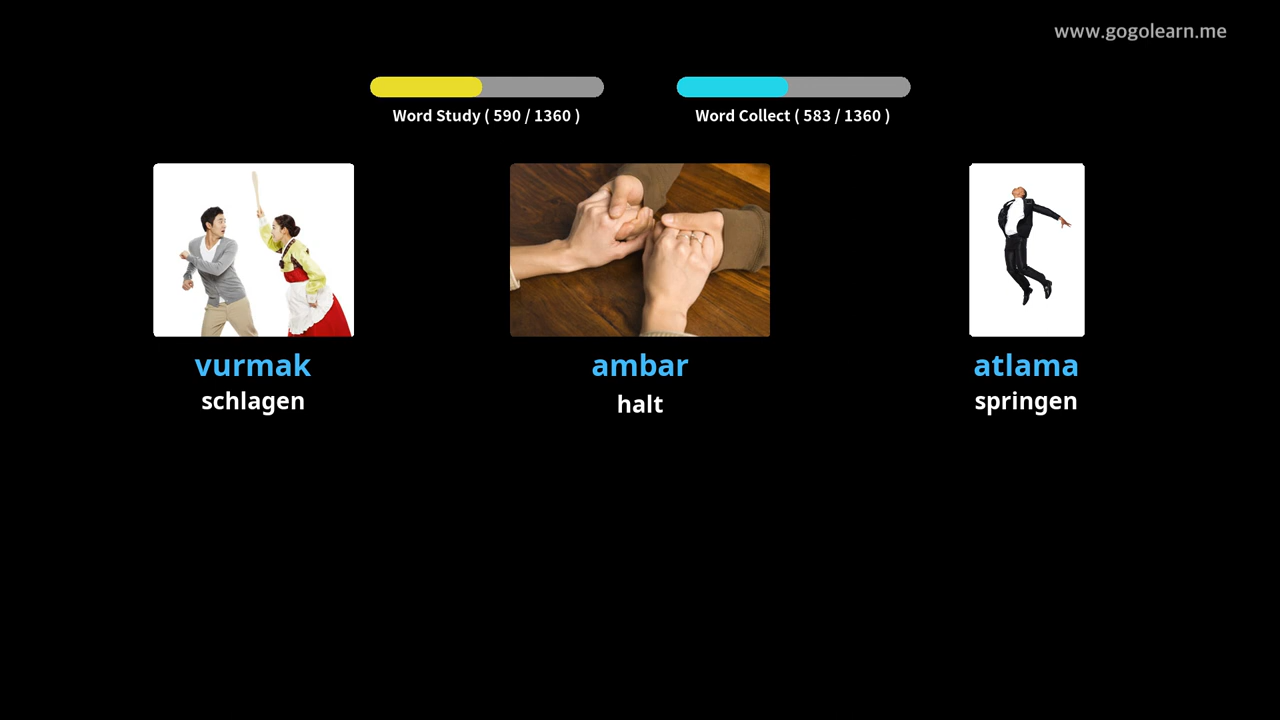 www.gogolearn.me
Word Study ( 590 / 1360 )
Word Collect ( 583 / 1360 )
vurmak
schlagen
ambar
halt
atlama
springen